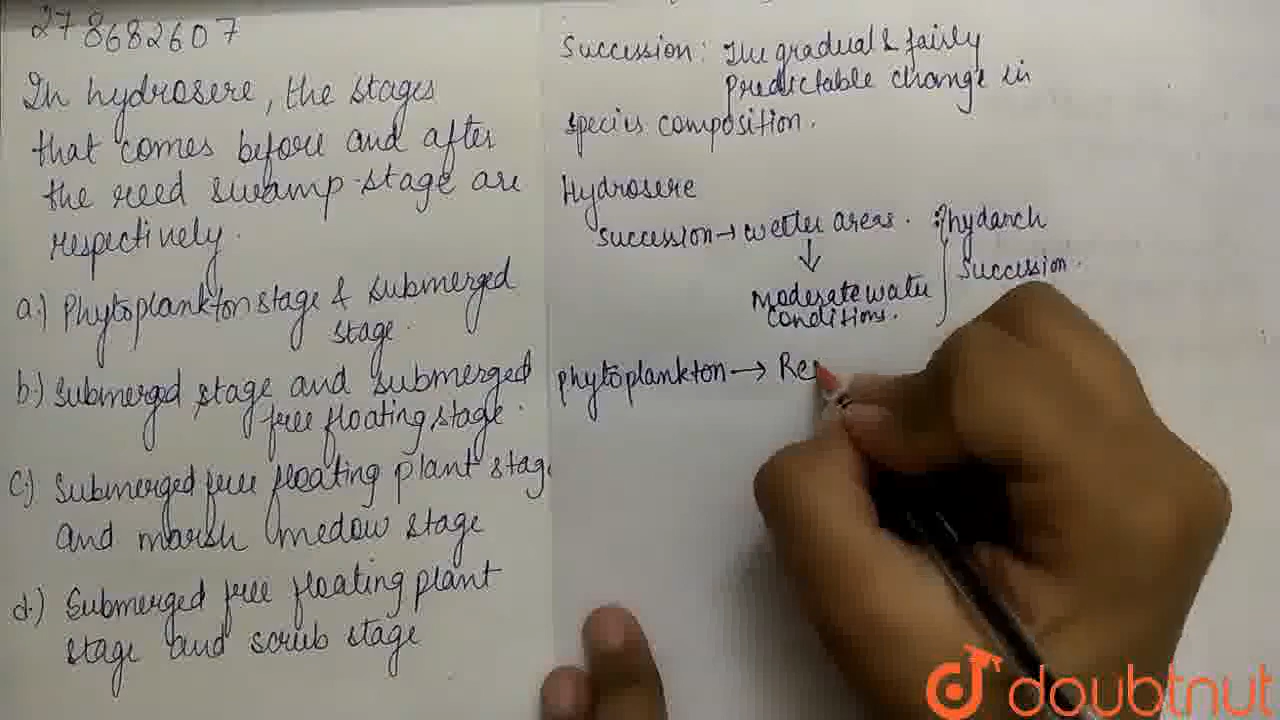 278682607
In hydrosere, the stages
that comes before and after
the reed swamp-stage are
respectively.
a.) Phytoplankton stage & submerged
stage.
b.) Submerged stage and submerged
free floating stage.
c.) Submerged free floating plant stage
and marsh medow stage
d.) Submerged free floating plant
stage and scrub stage
Succession: The gradual & fairly
Predictable change in
species composition.
Hydrosere
Succession → wetter areas.
↓
Moderate water
conditions.
hydarch
Succession.
phytoplankton → Re
doubtnut